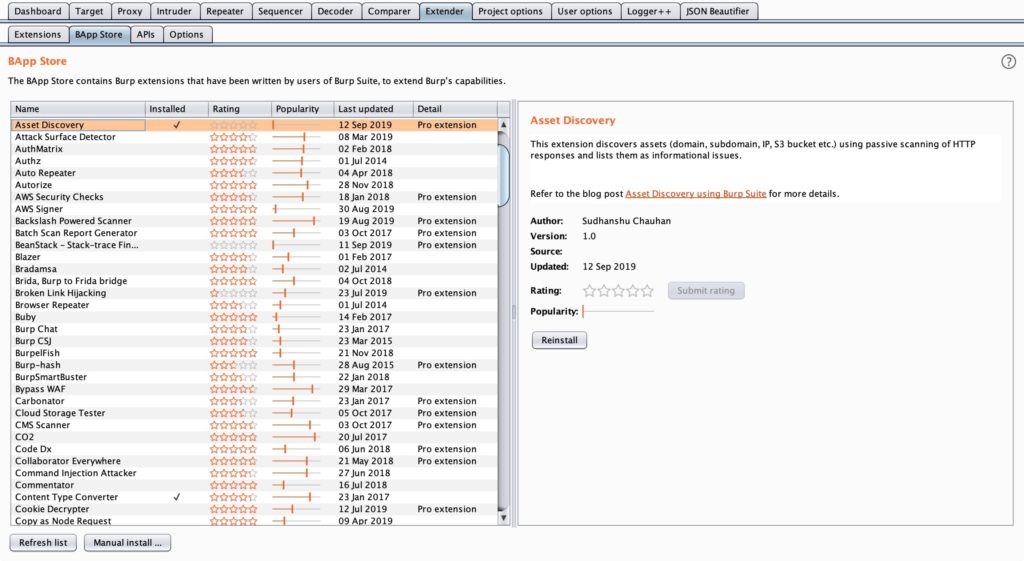 Dashboard Target Proxy Intruder Repeater Sequencer Decoder Comparer Extender Project options User options Logger++ JSON Beautifier
Extensions BApp Store APIs Options
BApp Store
?
The BApp Store contains Burp extensions that have been written by users of Burp Suite, to extend Burp's capabilities.
Name Installed Rating Popularity Last updated Detail
Asset Discovery ✓ 12 Sep 2019 Pro extension
Attack Surface Detector 08 Mar 2019
AuthMatrix 02 Feb 2018
Authz 01 Jul 2014
Auto Repeater 04 Apr 2018
Autorize 28 Nov 2018
AWS Security Checks 18 Jan 2018 Pro extension
AWS Signer 30 Aug 2019
Backslash Powered Scanner 19 Aug 2019 Pro extension
Batch Scan Report Generator 03 Oct 2017 Pro extension
BeanStack - Stack-trace Fin... 11 Sep 2019 Pro extension
Blazer 01 Feb 2017
Bradamsa 02 Jul 2014
Brida, Burp to Frida bridge 04 Oct 2018
Broken Link Hijacking 23 Jul 2019 Pro extension
Browser Repeater 01 Jul 2014
Buby 14 Feb 2017
Burp Chat 23 Jan 2017
Burp CSJ 23 Mar 2015
BurpelFish 21 Nov 2018
Burp-hash 28 Aug 2015 Pro extension
BurpSmartBuster 22 Jan 2018
Bypass WAF 29 Mar 2017
Carbonator 23 Jan 2017 Pro extension
Cloud Storage Tester 05 Oct 2017 Pro extension
CMS Scanner 03 Oct 2017 Pro extension
CO2 20 Jul 2017
Code Dx 06 Jun 2018 Pro extension
Collaborator Everywhere 21 May 2018 Pro extension
Command Injection Attacker 27 Jun 2018
Commentator 16 Jul 2018
Content Type Converter ✓ 23 Jan 2017
Cookie Decrypter 12 Jul 2019 Pro extension
Copy as Node Request 09 Apr 2019
Asset Discovery
This extension discovers assets (domain, subdomain, IP, S3 bucket etc.) using passive scanning of HTTP
responses and lists them as informational issues.
Refer to the blog post Asset Discovery using Burp Suite for more details.
Author: Sudhanshu Chauhan
Version: 1.0
Source:
Updated: 12 Sep 2019
Rating: Submit rating
Popularity:
Reinstall
Refresh list Manual install ...